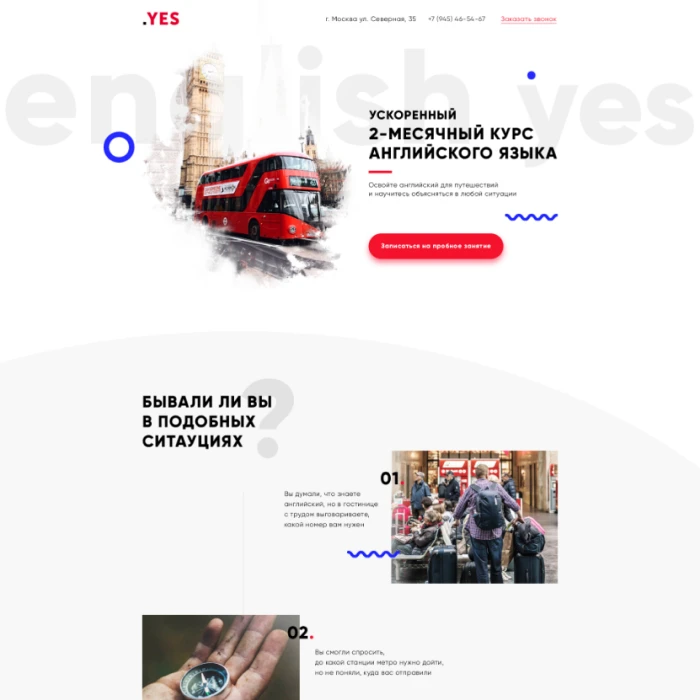 .YES
г. Москва ул. Северная, 35
+7 (945) 46-54-67
Заказать звонок
english yes
УСКОРЕННЫЙ
2-МЕСЯЧНЫЙ КУРС
АНГЛИЙСКОГО ЯЗЫКА
Освойте английский для путешествий
и научитесь объясняться в любой ситуации
Записаться на пробное занятие
БЫВАЛИ ЛИ ВЫ
В ПОДОБНЫХ
СИТАУЦИЯХ
?
01.
Вы думали, что знаете
английский, но в гостинице
с трудом выговариваете,
какой номер вам нужен
02.
Вы смогли спросить,
до какой станции метро нужно дойти,
но не поняли, куда вас отправили